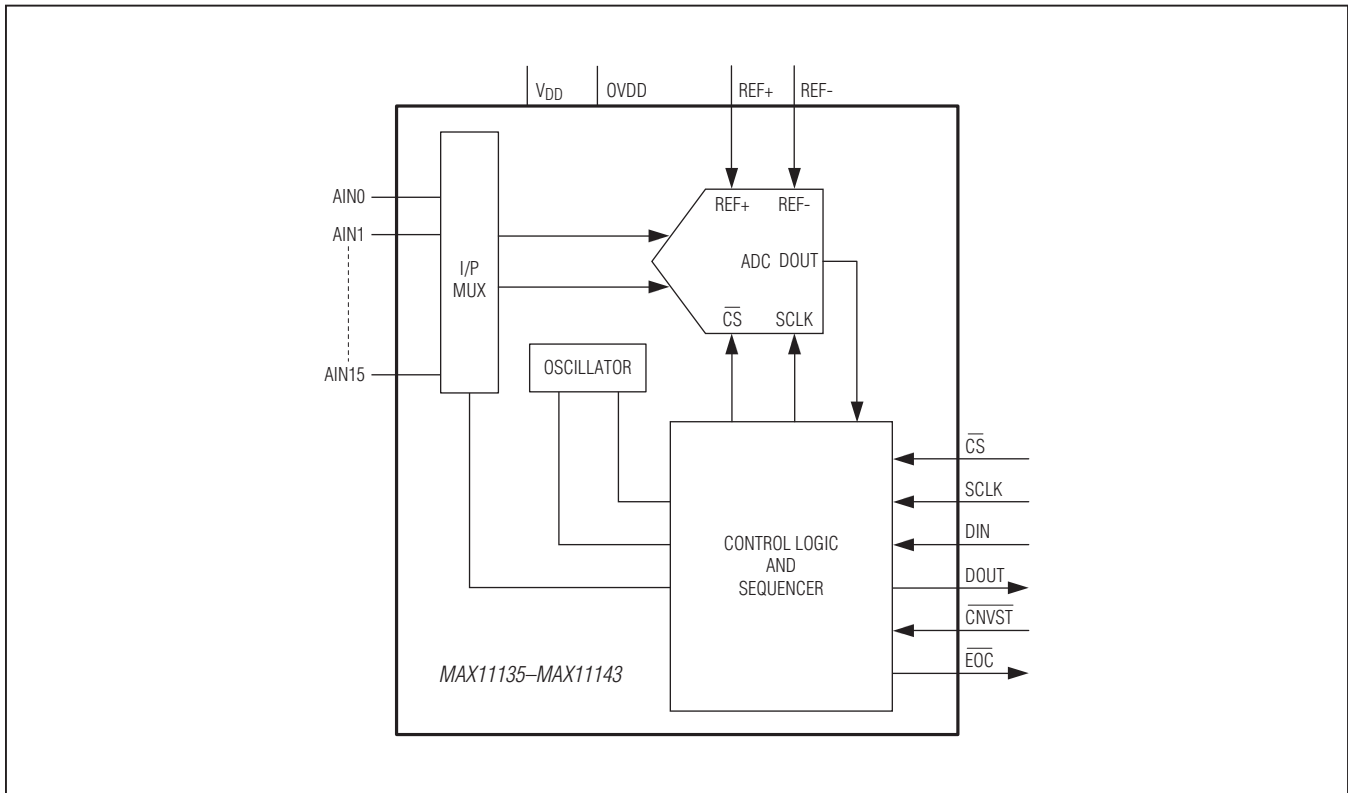 VDD
OVDD
REF+
REF-
AIN0
AIN1
AIN15
I/P
MUX
REF+
REF-
ADC
DOUT
CS
SCLK
OSCILLATOR
CONTROL LOGIC
AND
SEQUENCER
CS
SCLK
DIN
DOUT
CNVST
EOC
MAX11135–MAX11143